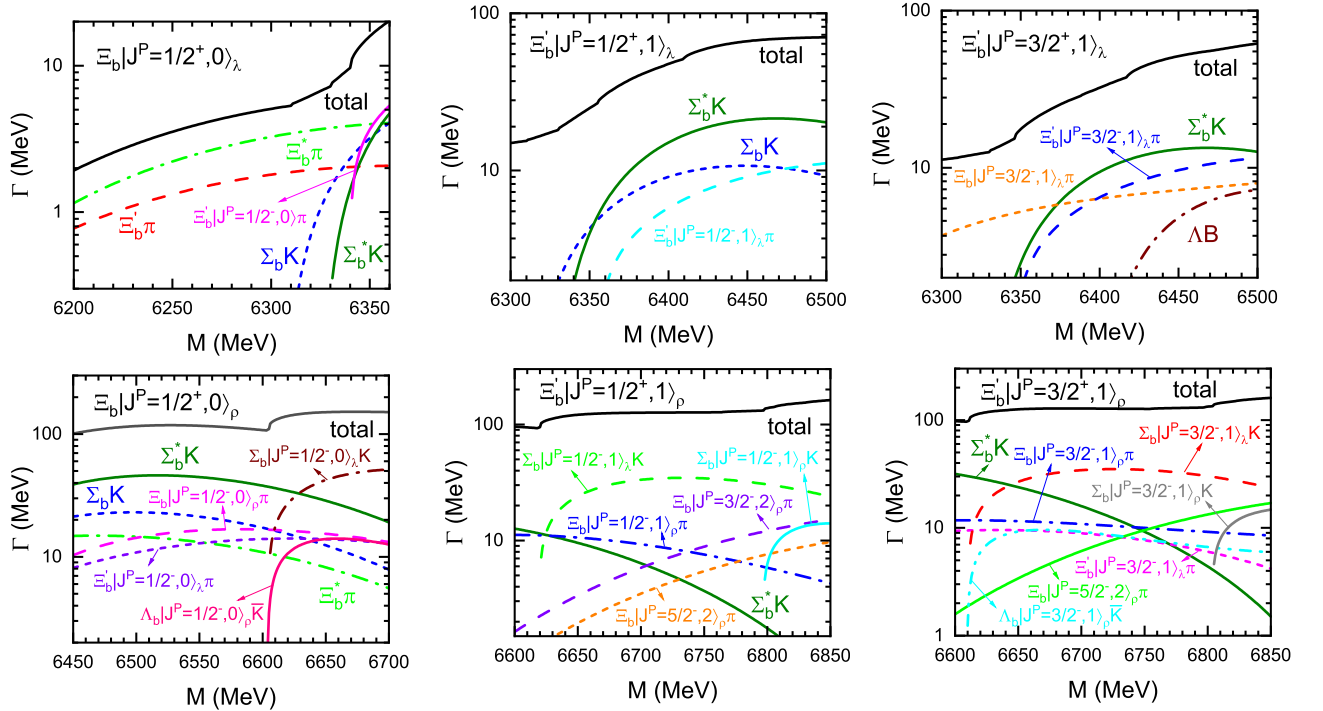 Ξb|J^P=1/2^+,0⟩λ
total
Ξb^*π
Ξb^'π
Ξb^'|J^P=1/2^-,0⟩π
ΣbK
Σb^*K
10
1
Γ (MeV)
6200 6250 6300 6350
M (MeV)
Ξb^'|J^P=1/2^+,1⟩λ
total
Σb^*K
ΣbK
Ξb^'|J^P=1/2^-,1⟩λπ
100
10
Γ (MeV)
6300 6350 6400 6450 6500
M (MeV)
Ξb^'|J^P=3/2^+,1⟩λ
total
Ξb^'|J^P=3/2^-,1⟩λπ
Σb^*K
Ξb|J^P=3/2^-,1⟩λπ
ΛB
100
10
Γ (MeV)
6300 6350 6400 6450 6500
M (MeV)
Ξb|J^P=1/2^+,0⟩ρ
total
Σb^*K
Σb|J^P=1/2^-,0⟩λK
ΣbK
Ξb|J^P=1/2^-,0⟩ρπ
Ξb^'|J^P=1/2^-,0⟩λπ
Ξb^*π
Λb|J^P=1/2^-,0⟩ρK̅
100
10
Γ (MeV)
6450 6500 6550 6600 6650 6700
M (MeV)
Ξb^'|J^P=1/2^+,1⟩ρ
total
Σb|J^P=1/2^-,1⟩λK
Σb|J^P=1/2^-,1⟩ρK
Ξb|J^P=3/2^-,2⟩ρπ
Ξb|J^P=1/2^-,1⟩ρπ
Σb^*K
Ξb|J^P=5/2^-,2⟩ρπ
100
10
Γ (MeV)
6600 6650 6700 6750 6800 6850
M (MeV)
Ξb^'|J^P=3/2^+,1⟩ρ
total
Σb^*K
Ξb|J^P=3/2^-,1⟩ρπ
Σb|J^P=3/2^-,1⟩λK
Σb|J^P=3/2^-,1⟩ρK
Ξb^'|J^P=3/2^-,1⟩λπ
Ξb|J^P=5/2^-,2⟩ρπ
Λb|J^P=3/2^-,1⟩ρK̅
100
10
1
Γ (MeV)
6600 6650 6700 6750 6800 6850
M (MeV)